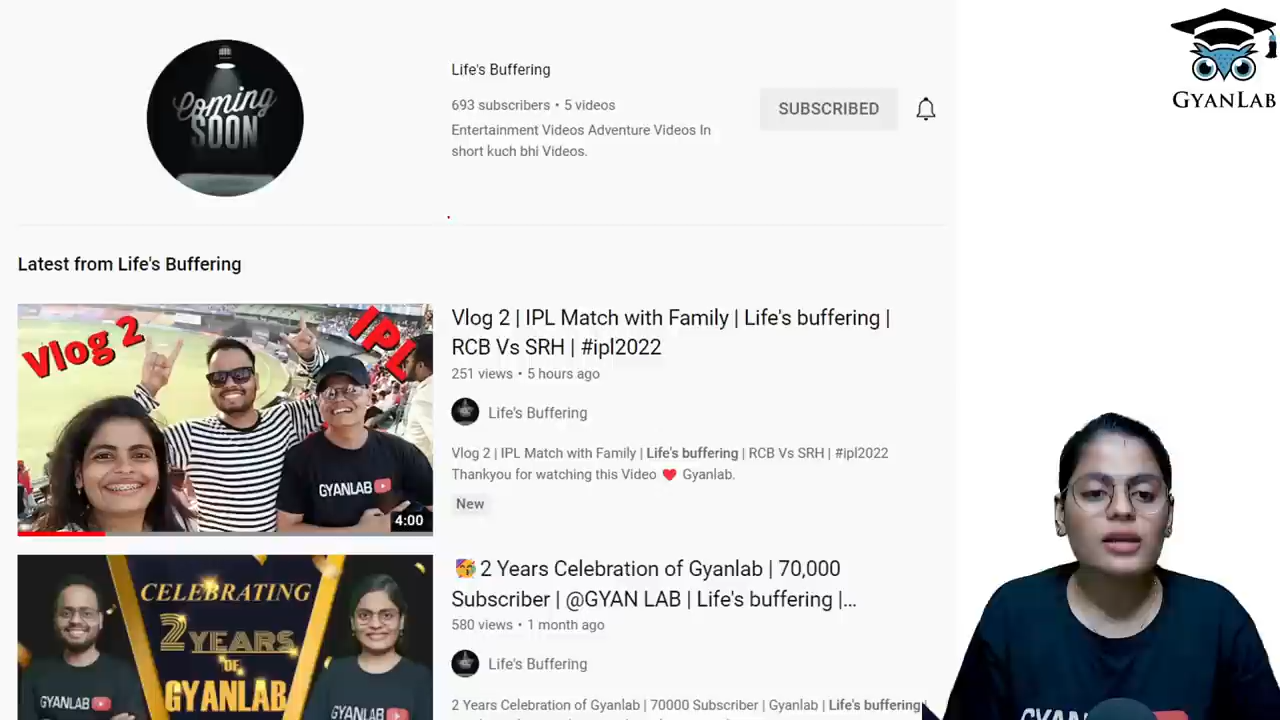 GYANLAB
Coming
SOON
Life's Buffering
693 subscribers • 5 videos
Entertainment Videos Adventure Videos In
short kuch bhi Videos.
SUBSCRIBED
Latest from Life's Buffering
Vlog 2
IPL
GYANLAB
4:00
Vlog 2 | IPL Match with Family | Life's buffering |
RCB Vs SRH | #ipl2022
251 views • 5 hours ago
Life's Buffering
Vlog 2 | IPL Match with Family | Life's buffering | RCB Vs SRH | #ipl2022
Thankyou for watching this Video ❤️ Gyanlab.
New
CELEBRATING
2 YEARS
OF
GYANLAB
GYANLAB
GYANLAB
🥳 2 Years Celebration of Gyanlab | 70,000
Subscriber | @GYAN LAB | Life's buffering |...
580 views • 1 month ago
Life's Buffering
2 Years Celebration of Gyanlab | 70000 Subscriber | Gyanlab | Life's buffering |